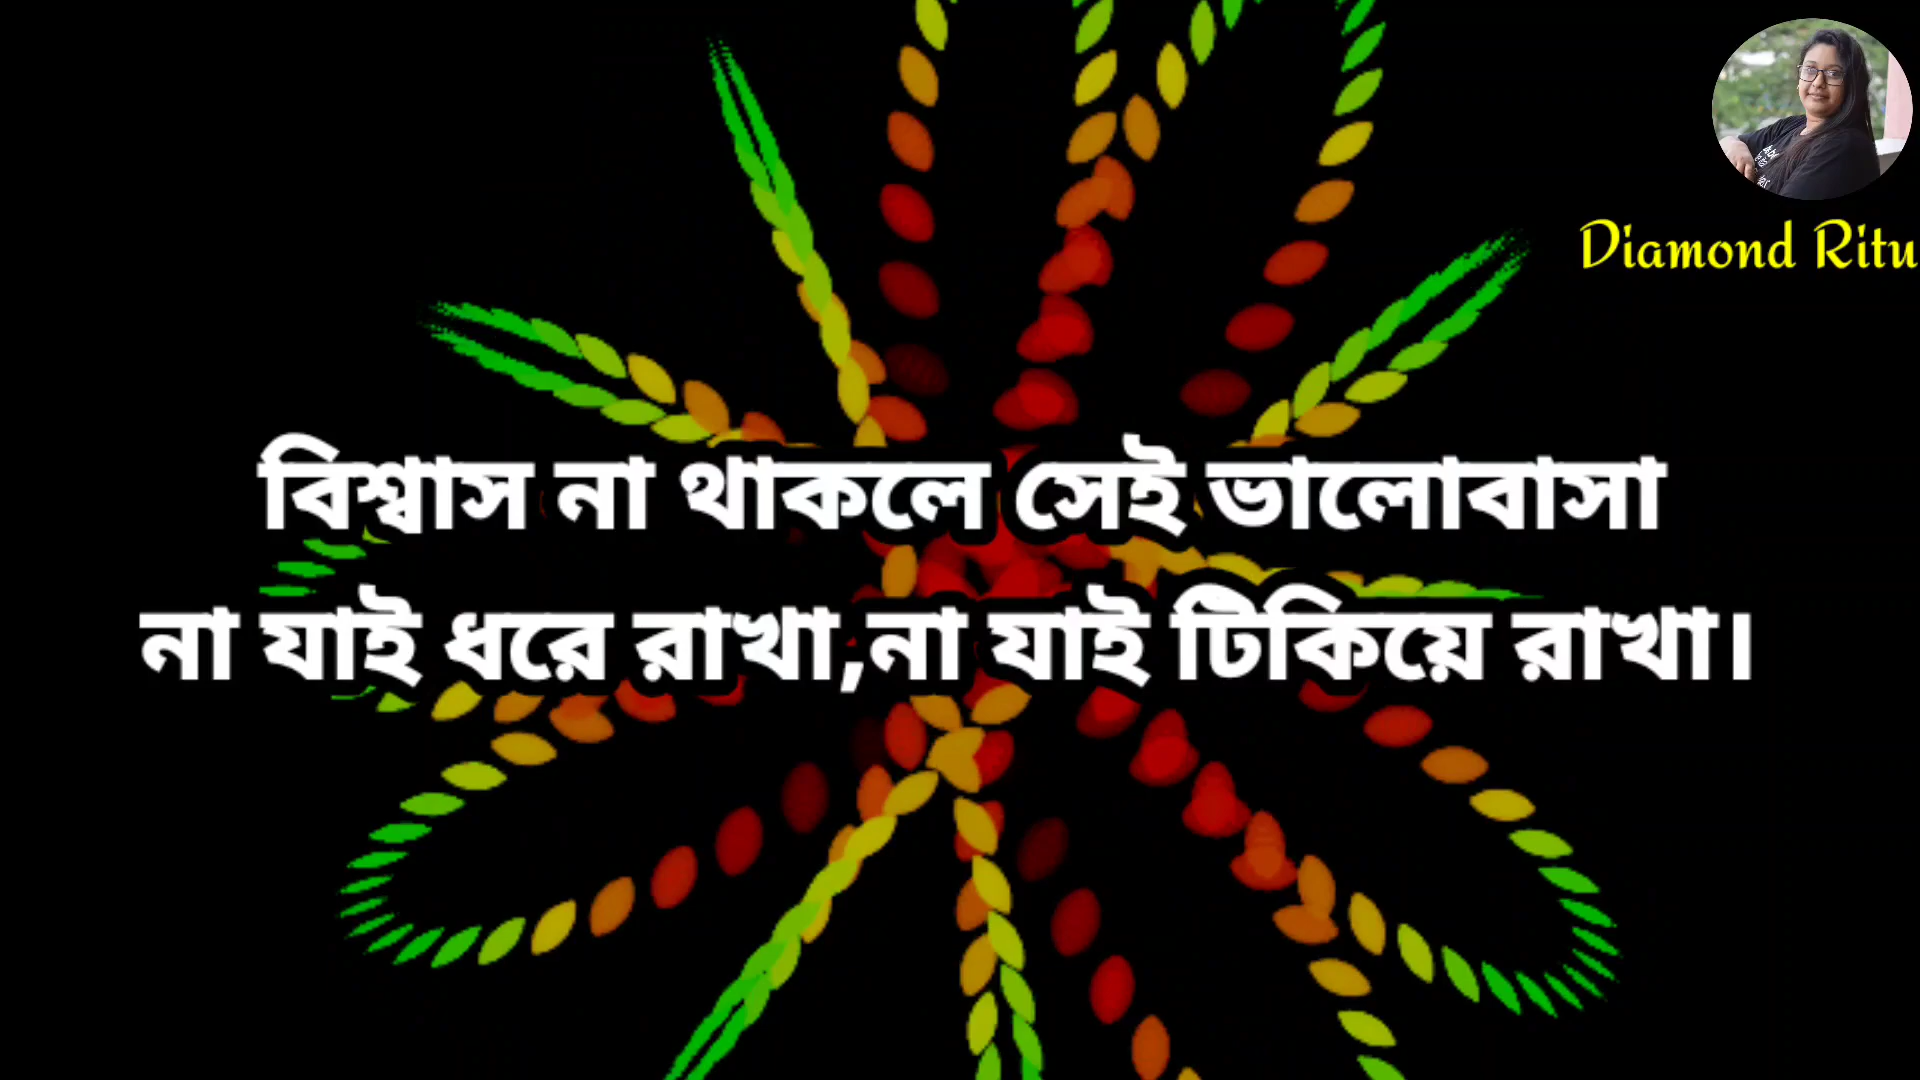 Diamond Ritu
বিশ্বাস না থাকলে সেই ভালোবাসা
না যাই ধরে রাখা,না যাই টিকিয়ে রাখা।